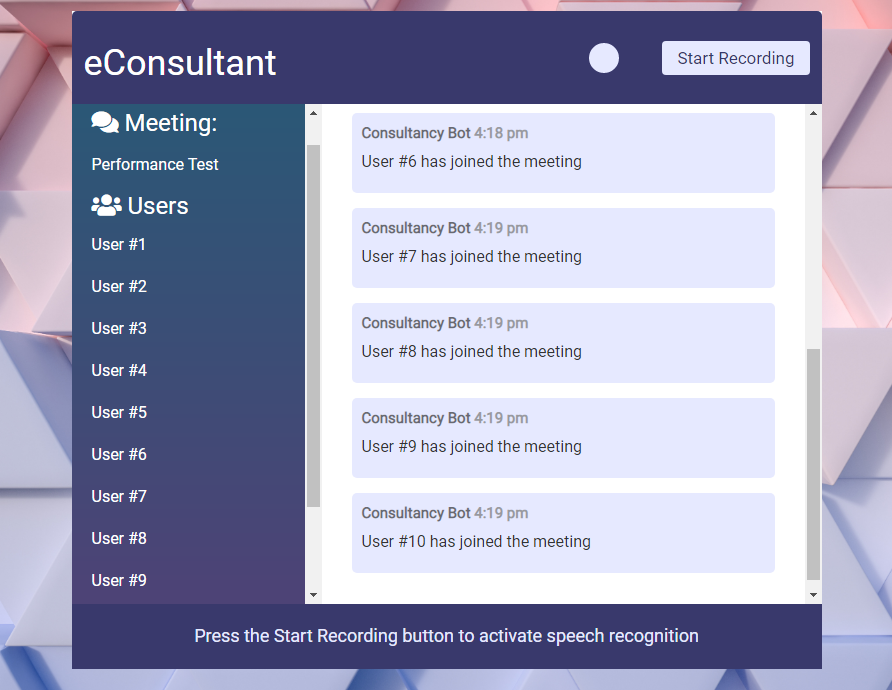 eConsultant
Start Recording
Meeting:
Performance Test
Users
User #1
User #2
User #3
User #4
User #5
User #6
User #7
User #8
User #9
Consultancy Bot 4:18 pm
User #6 has joined the meeting
Consultancy Bot 4:19 pm
User #7 has joined the meeting
Consultancy Bot 4:19 pm
User #8 has joined the meeting
Consultancy Bot 4:19 pm
User #9 has joined the meeting
Consultancy Bot 4:19 pm
User #10 has joined the meeting
Press the Start Recording button to activate speech recognition